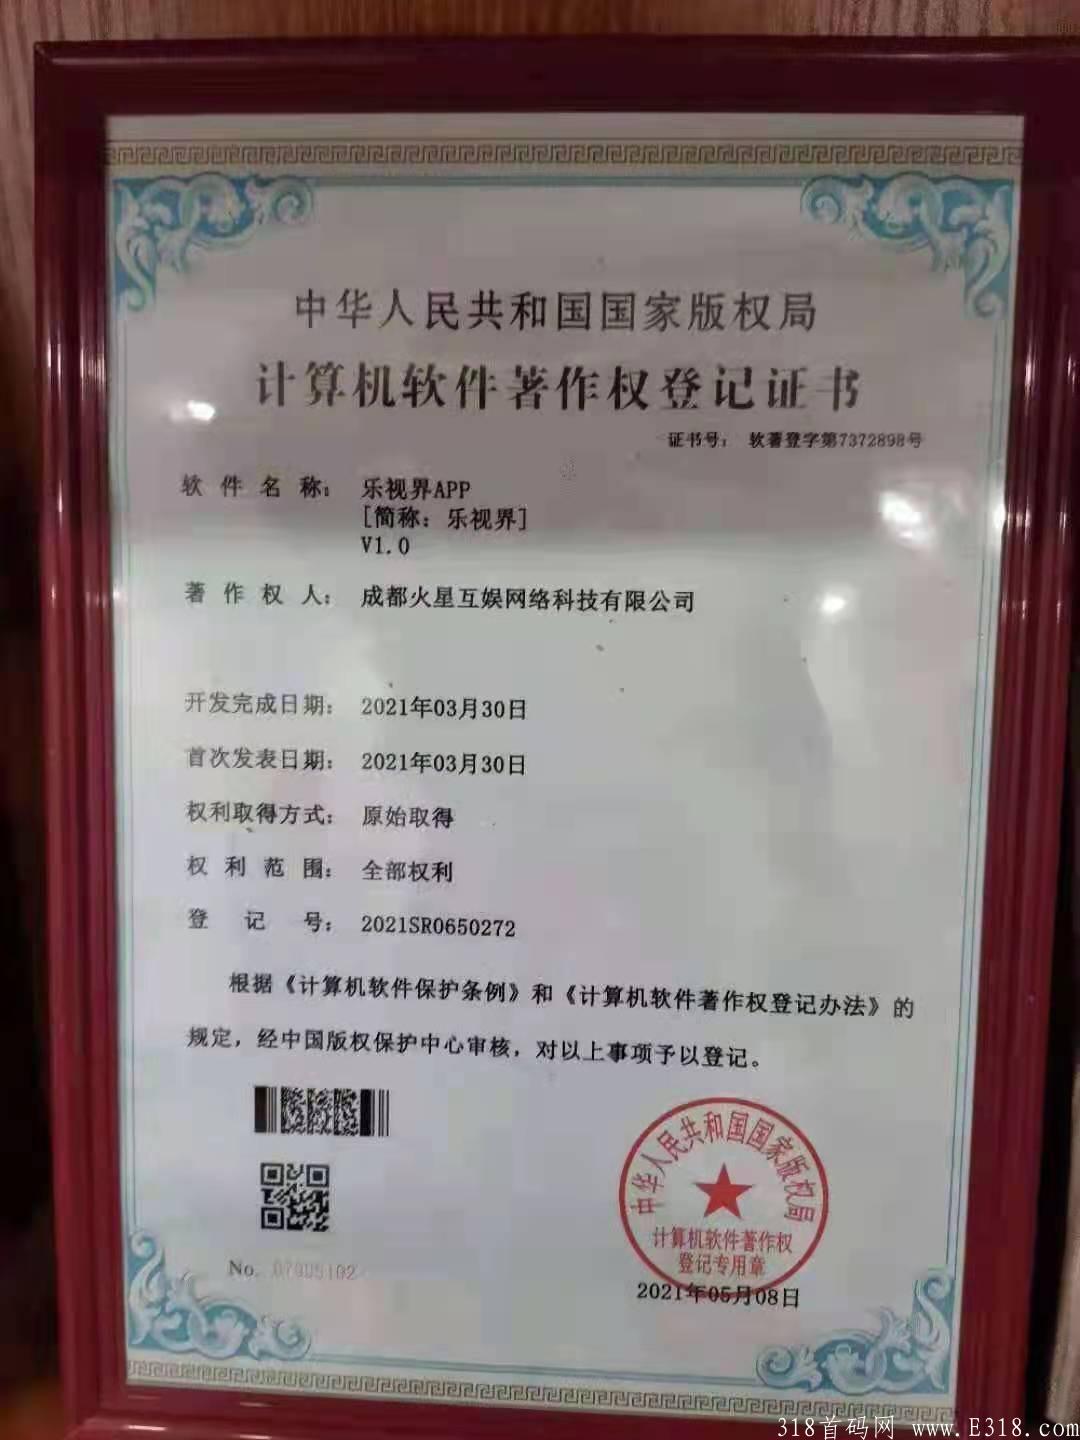 中华人民共和国国家版权局
计算机软件著作权登记证书
证书号： 软著登字第7372898号
软件名称： 乐视界APP
[简称：乐视界]
V1.0
著作权人： 成都火星互娱网络科技有限公司
开发完成日期： 2021年03月30日
首次发表日期： 2021年03月30日
权利取得方式： 原始取得
权利范围： 全部权利
登记号： 2021SR0650272
根据《计算机软件保护条例》和《计算机软件著作权登记办法》的
规定，经中国版权保护中心审核，对以上事项予以登记。
中华人民共和国国家版权局
计算机软件著作权
登记专用章
No.
2021年05月08日
318首码网 www.E318.com